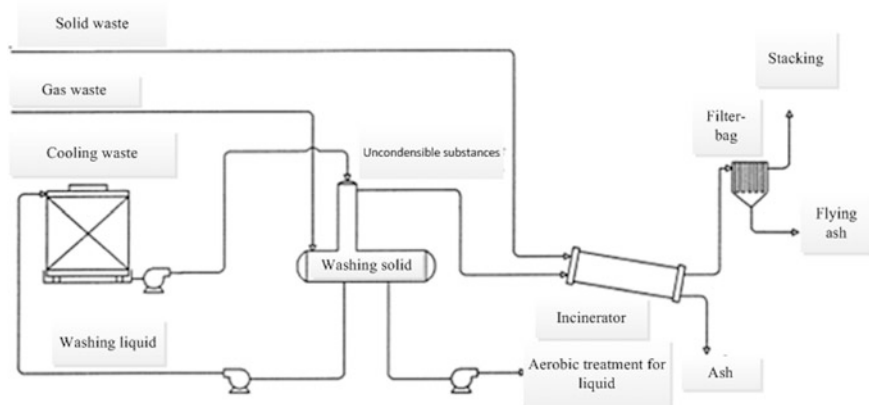 Solid waste
Stacking
Gas waste
Filter-
bag
Cooling waste
Uncondensible substances
Flying
ash
Washing solid
Incinerator
Washing liquid
Aerobic treatment for
liquid
Ash